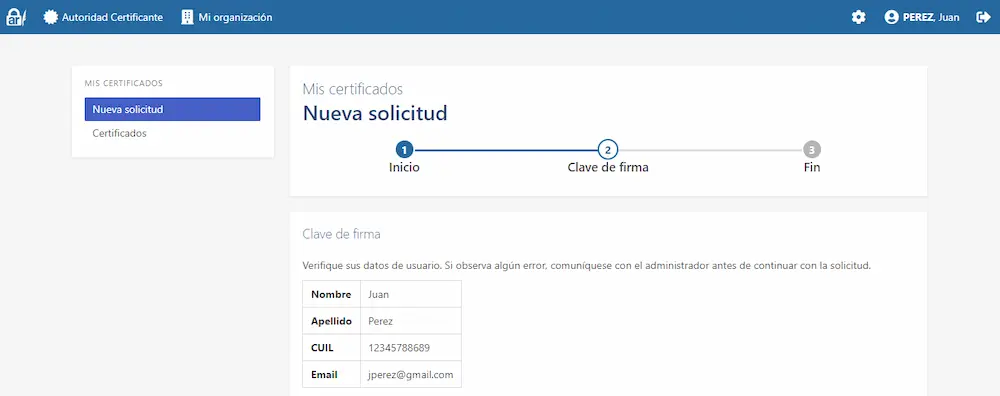 ar
Autoridad Certificante
Mi organización
PEREZ, Juan
MIS CERTIFICADOS
Nueva solicitud
Certificados
Mis certificados
Nueva solicitud
1
2
3
Inicio
Clave de firma
Fin
Clave de firma
Verifique sus datos de usuario. Si observa algún error, comuníquese con el administrador antes de continuar con la solicitud.
Nombre Juan
Apellido Perez
CUIL 12345788689
Email jperez@gmail.com